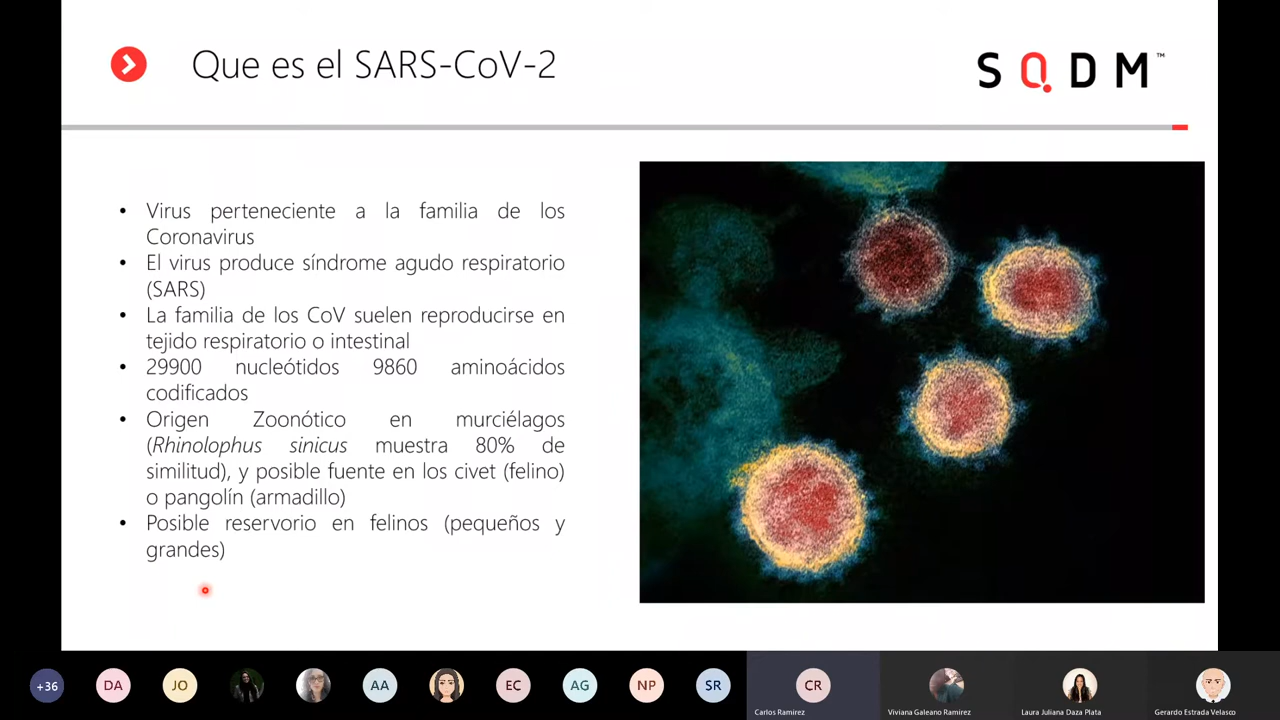 Que es el SARS-CoV-2
SQDM™
• Virus perteneciente a la familia de los
Coronavirus
• El virus produce síndrome agudo respiratorio
(SARS)
• La familia de los CoV suelen reproducirse en
tejido respiratorio o intestinal
• 29900 nucleótidos 9860 aminoácidos
codificados
• Origen Zoonótico en murciélagos
(Rhinolophus sinicus muestra 80% de
similitud), y posible fuente en los civet (felino)
o pangolín (armadillo)
• Posible reservorio en felinos (pequeños y
grandes)
+36 DA JO AA EC AG NP SR CR
Carlos Ramirez Viviana Galeano Ramirez Laura Juliana Daza Plata Gerardo Estrada Velasco